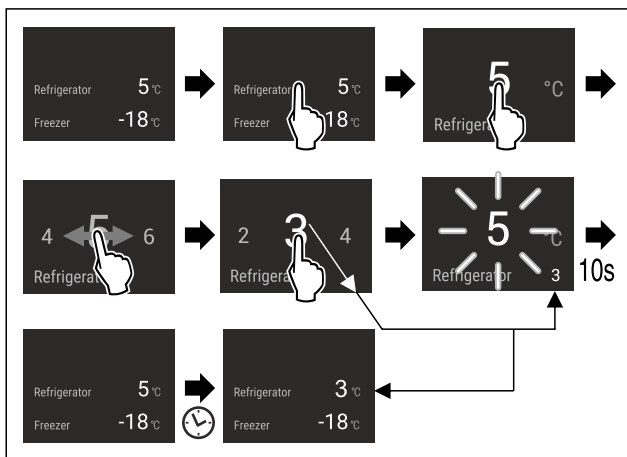 Refrigerator 5 °C
Freezer -18 °C
Refrigerator 5 °C
Freezer 18 °C
5 °C
Refrigera
4 5 6
Refrigerat
2 3 4
Refrigera
5 °C
Refrigerator 3
10s
Refrigerator 5 °C
Freezer -18 °C
Refrigerator 3 °C
Freezer -18 °C